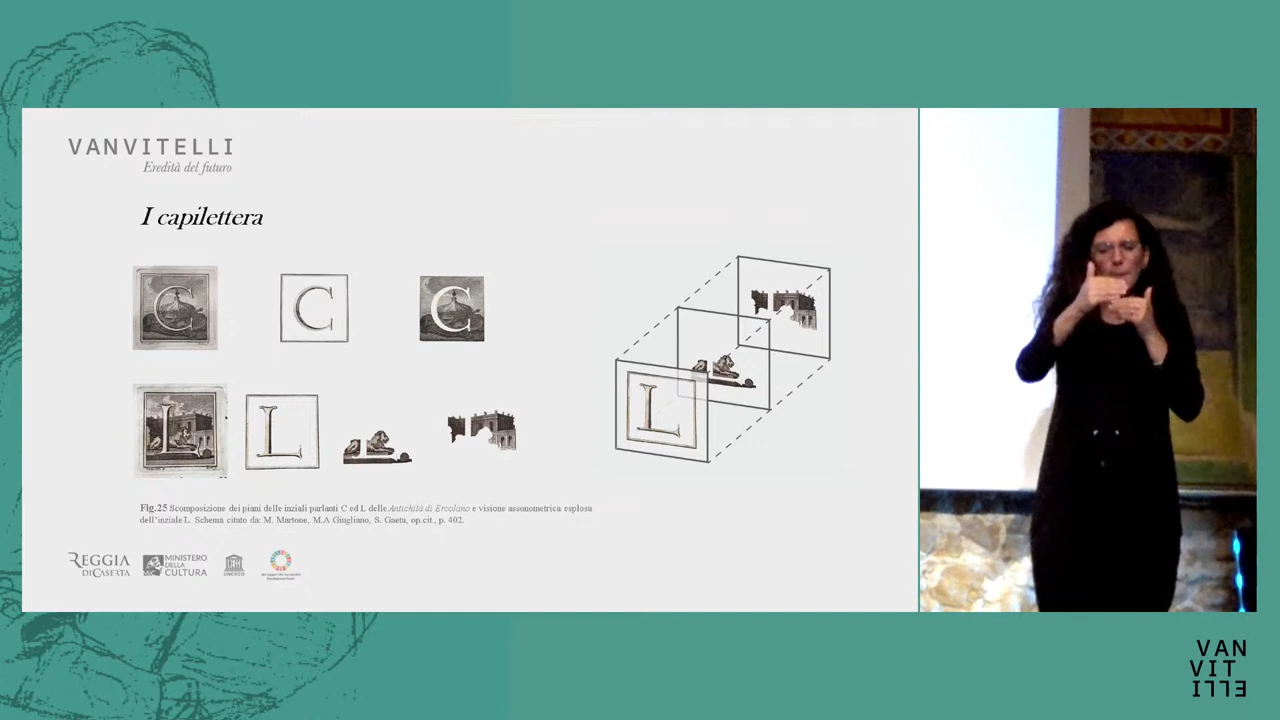 VANVITELLI
Eredità del futuro
I capilettera
C
C
C
L
L
L
Fig.25 Scomposizione dei piani delle inziali parlanti C ed L delle Antichità di Ercolano e visione assonometrica esplosa
dell'inziale L. Schema citato da: M. Martone, M.A Giugliano, S. Gaeta, op.cit., p. 402.
REGGIA
DI CASERTA
MINISTERO
DELLA
CULTURA
UNESCO
VAN
VIT
ELLI